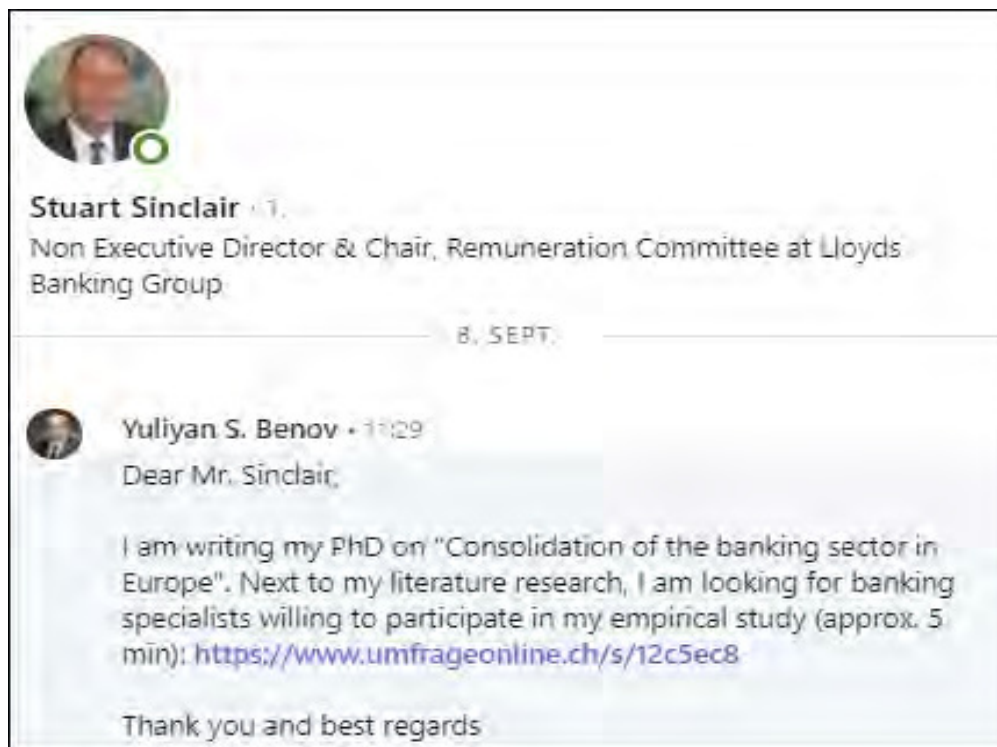 Stuart Sinclair · 1.
Non Executive Director & Chair, Remuneration Committee at Lloyds
Banking Group
8. SEPT.
Yuliyan S. Benov • 11:29
Dear Mr. Sinclair,
I am writing my PhD on "Consolidation of the banking sector in
Europe". Next to my literature research, I am looking for banking
specialists willing to participate in my empirical study (approx. 5
min): https://www.umfrageonline.ch/s/12c5ec8
Thank you and best regards